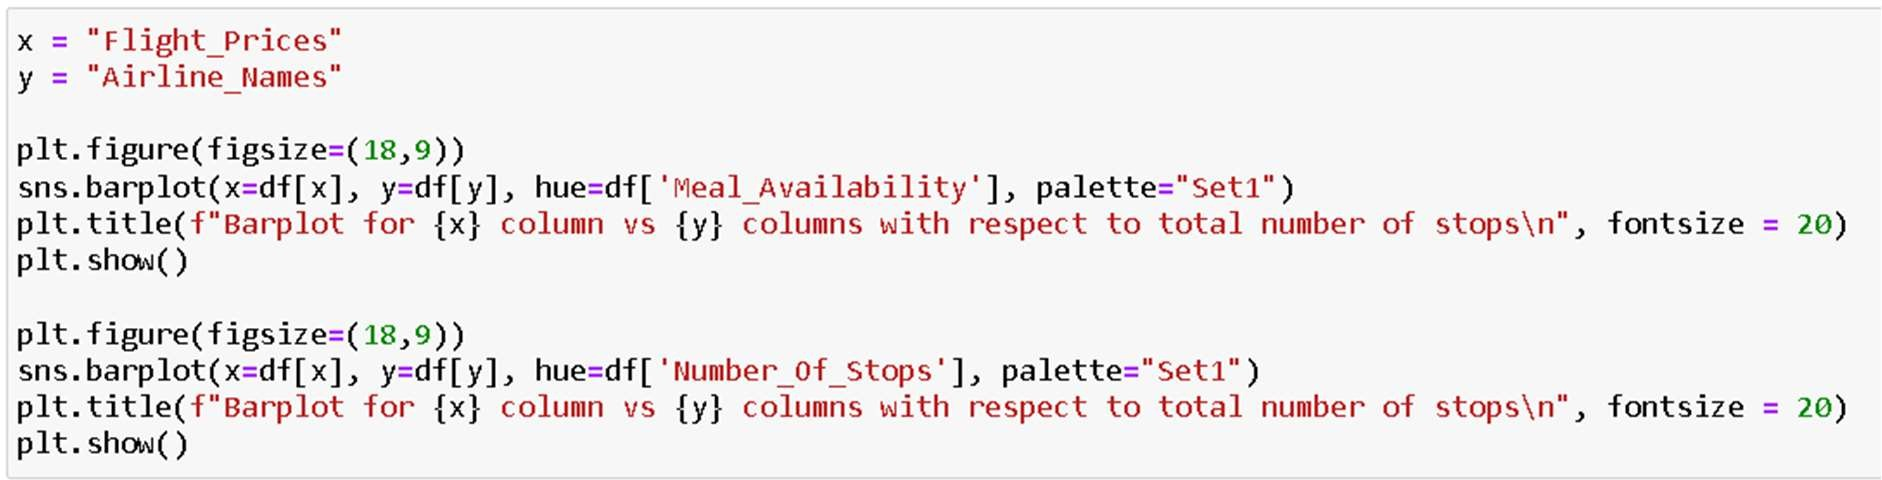 x = "Flight_Prices"
y = "Airline_Names"
plt.figure(figsize=(18,9))
sns.barplot(x=df[x], y=df[y], hue=df['Meal_Availability'], palette="Set1")
plt.title(f"Barplot for {x} column vs {y} columns with respect to total number of stops\n", fontsize = 20)
plt.show()
plt.figure(figsize=(18,9))
sns.barplot(x=df[x], y=df[y], hue=df['Number_Of_Stops'], palette="Set1")
plt.title(f"Barplot for {x} column vs {y} columns with respect to total number of stops\n", fontsize = 20)
plt.show()